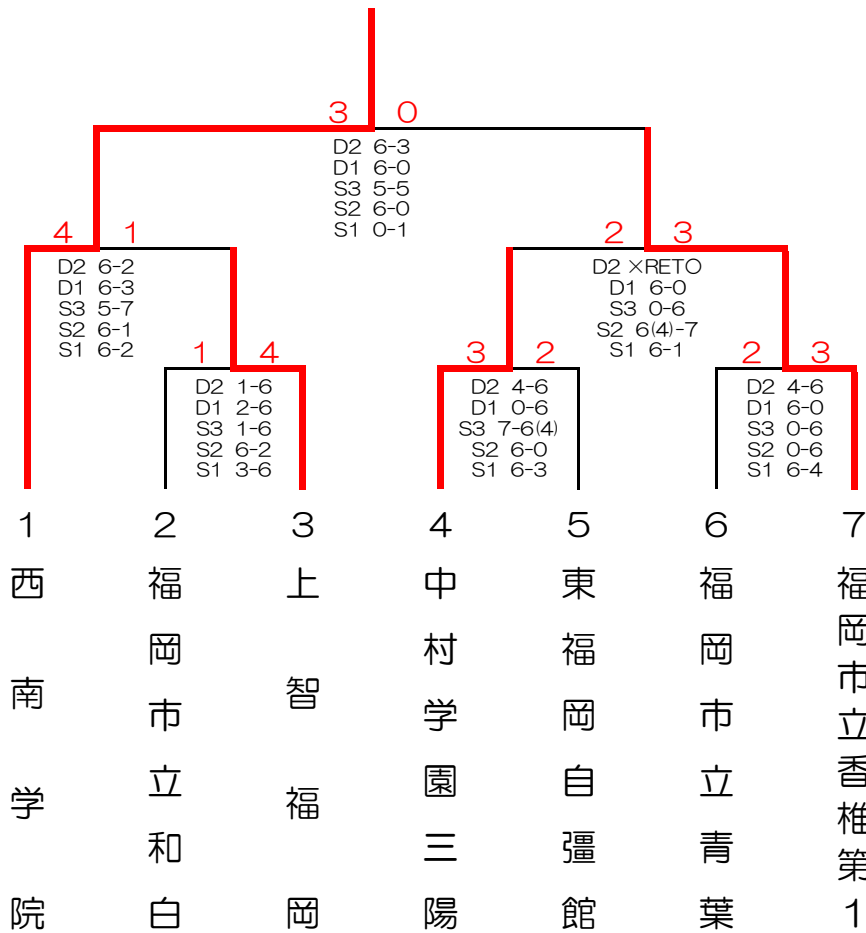 3 0
D2 6-3
D1 6-0
S3 5-5
S2 6-0
S1 0-1
4 1
D2 6-2
D1 6-3
S3 5-7
S2 6-1
S1 6-2
2 3
D2 ×RETO
D1 6-0
S3 0-6
S2 6(4)-7
S1 6-1
1 4
D2 1-6
D1 2-6
S3 1-6
S2 6-2
S1 3-6
3 2
D2 4-6
D1 0-6
S3 7-6(4)
S2 6-0
S1 6-3
2 3
D2 4-6
D1 6-0
S3 0-6
S2 0-6
S1 6-4
1
西南学院
2
福岡市立和白
3
上智福岡
4
中村学園三陽
5
東福岡自彊館
6
福岡市立青葉
7
福岡市立香椎第1